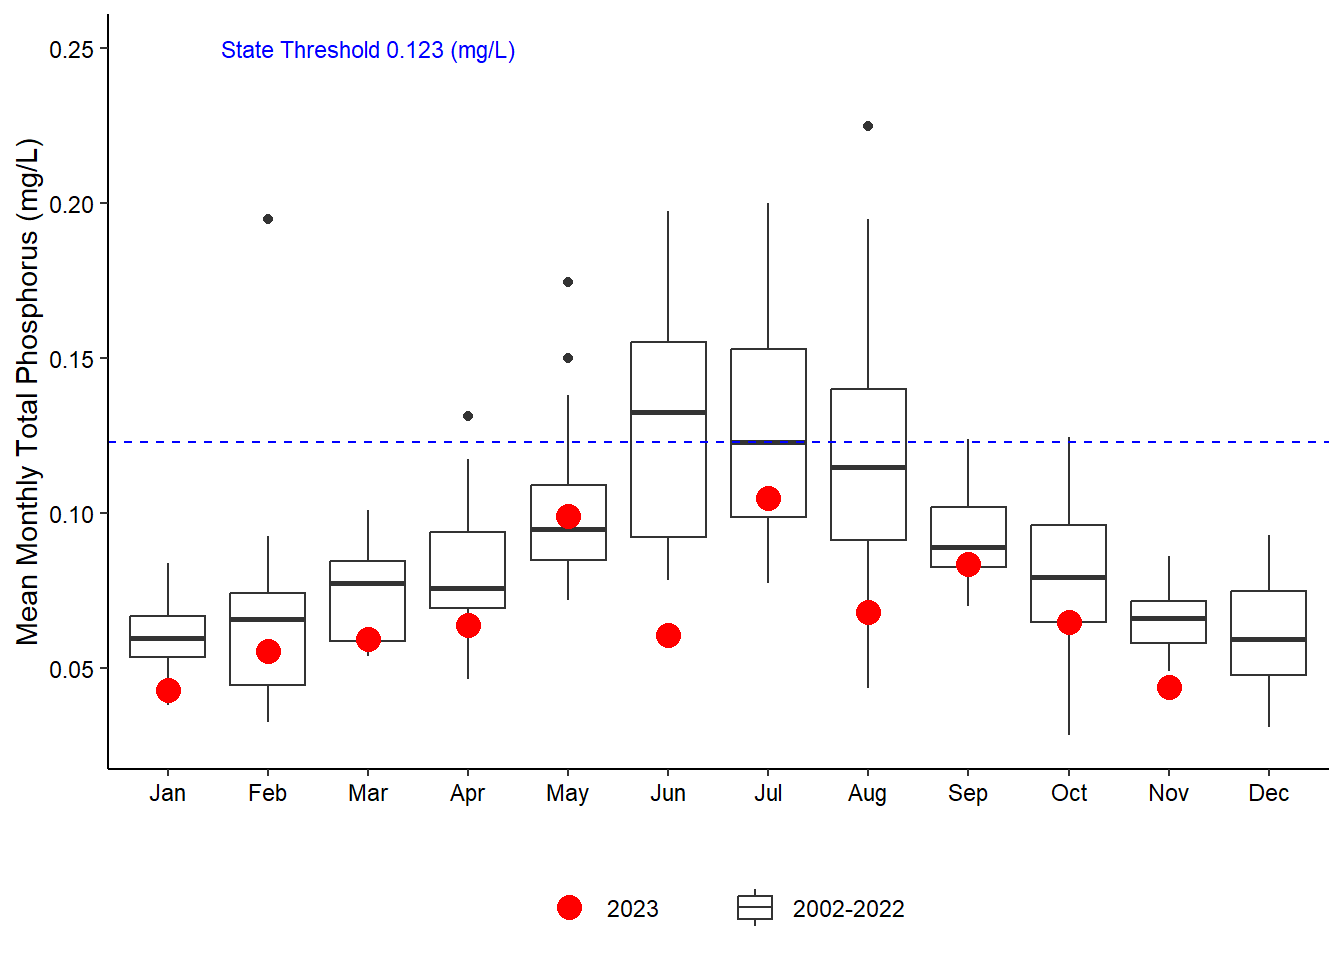 State Threshold 0.123 (mg/L)
Mean Monthly Total Phosphorus (mg/L)
0.25
0.20
0.15
0.10
0.05
Jan Feb Mar Apr May Jun Jul Aug Sep Oct Nov Dec
2023 2002-2022